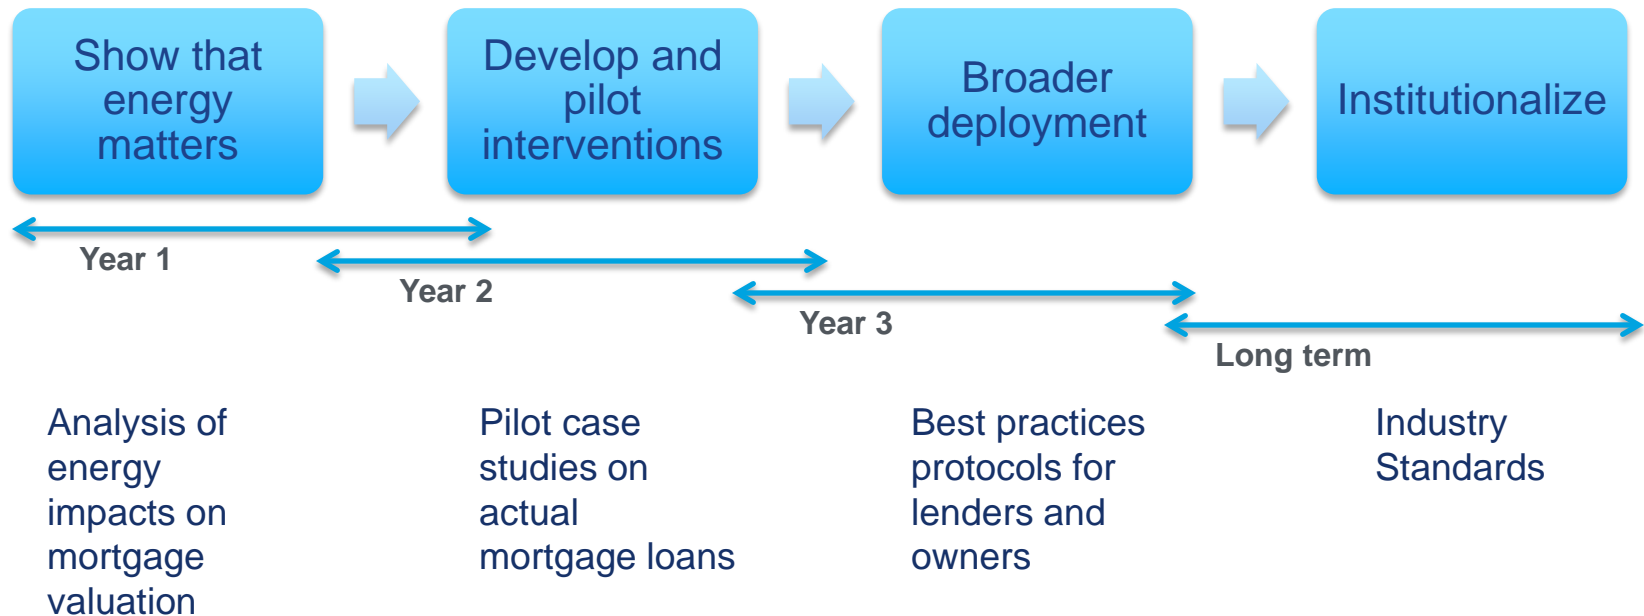 Show that
energy
matters
Develop and
pilot
interventions
Broader
deployment
Institutionalize
Year 1
Year 2
Year 3
Long term
Analysis of
energy
impacts on
mortgage
valuation
Pilot case
studies on
actual
mortgage loans
Best practices
protocols for
lenders and
owners
Industry
Standards